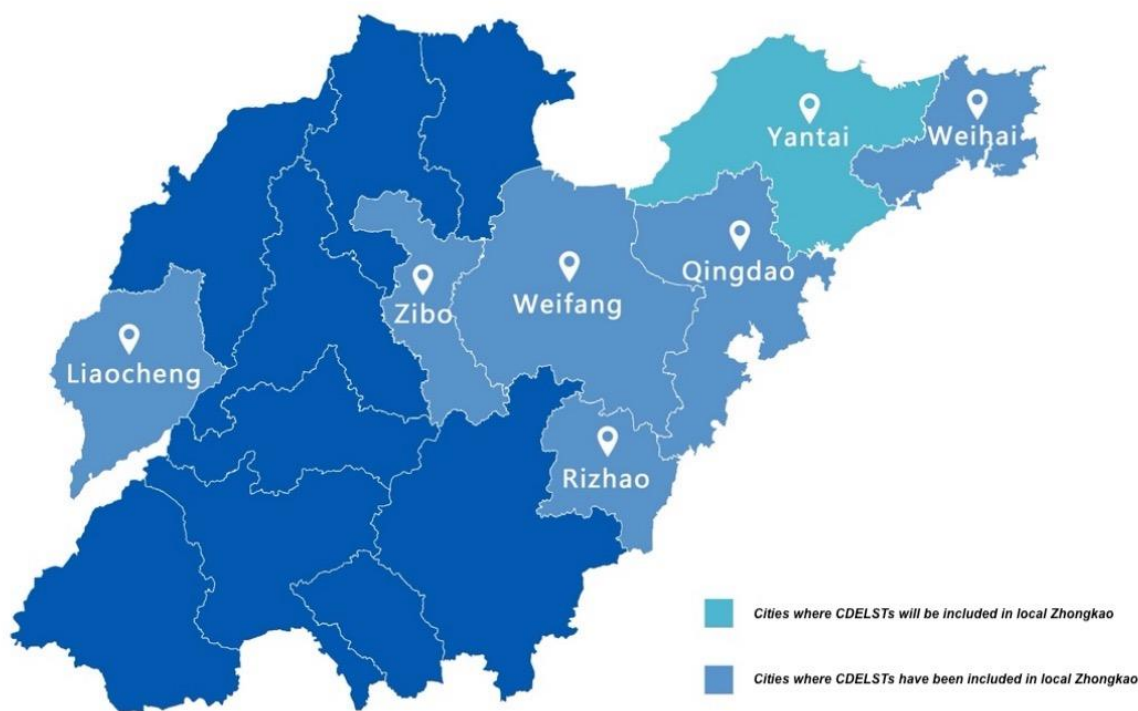 Yantai
Weihai
Qingdao
Weifang
Zibo
Liaocheng
Rizhao
Cities where CDELSTs will be included in local Zhongkao
Cities where CDELSTs have been included in local Zhongkao